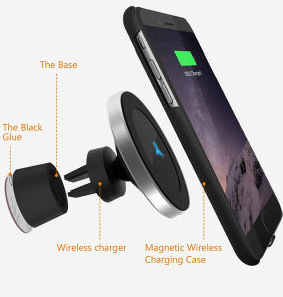 The Base
The Black
Glue
Wireless charger
Magnetic Wireless
Charging Case